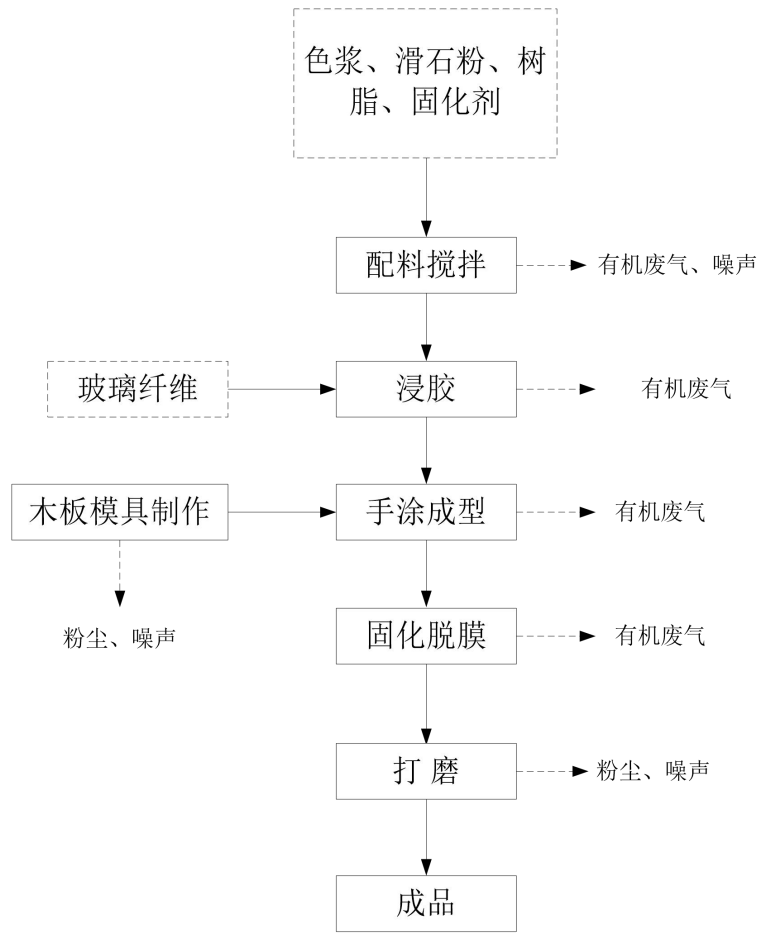 色浆、滑石粉、树
脂、固化剂
配料搅拌
有机废气、噪声
玻璃纤维
浸胶
有机废气
木板模具制作
手涂成型
有机废气
粉尘、噪声
固化脱膜
有机废气
打 磨
粉尘、噪声
成品